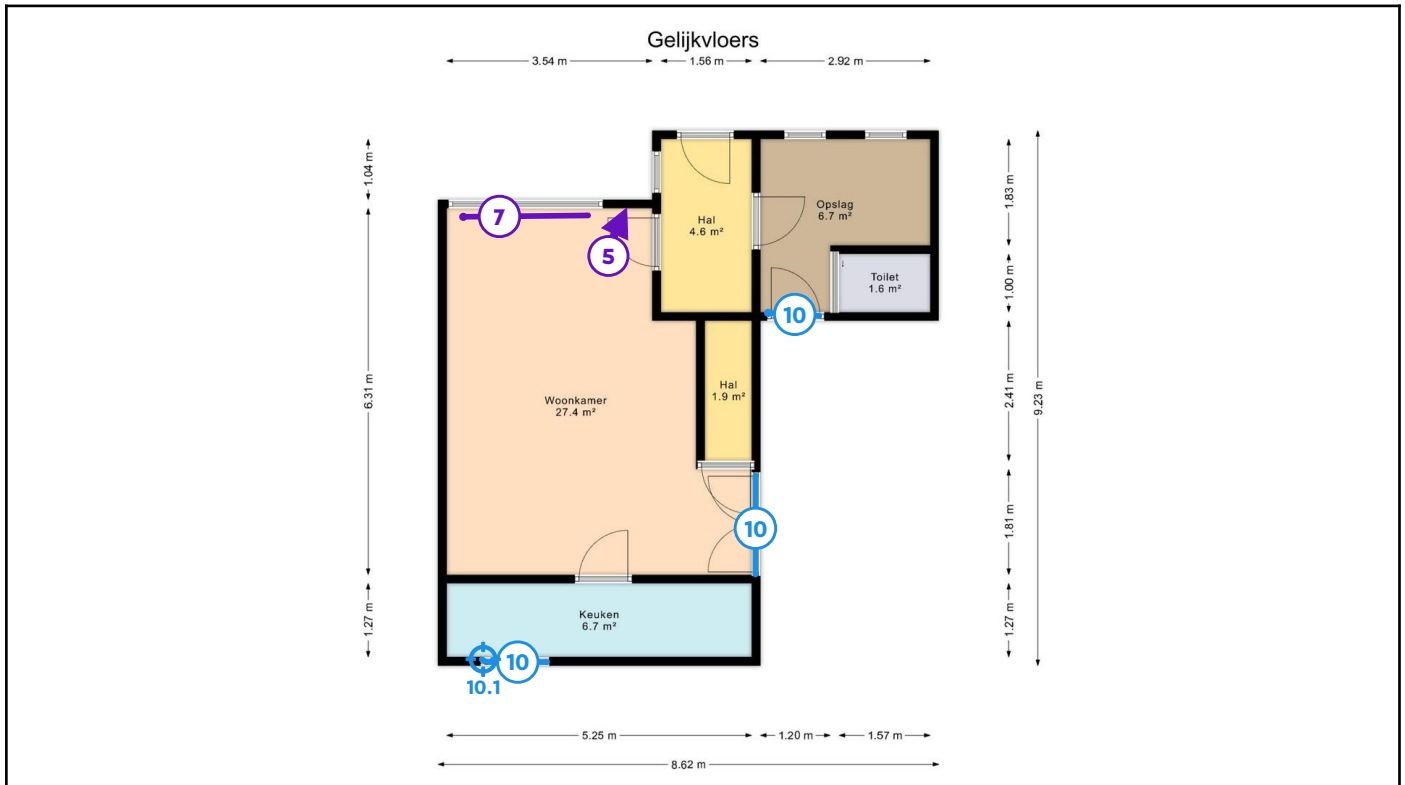 Gelijkvloers
3.54 m
1.56 m
2.92 m
1.04 m
6.31 m
1.27 m
1.83 m
1.00 m
2.41 m
1.81 m
1.27 m
9.23 m
7
5
Hal
4.6 m²
Opslag
6.7 m²
Toilet
1.6 m²
10
Woonkamer
27.4 m²
Hal
1.9 m²
10
Keuken
6.7 m²
10
10.1
5.25 m
1.20 m
1.57 m
8.62 m